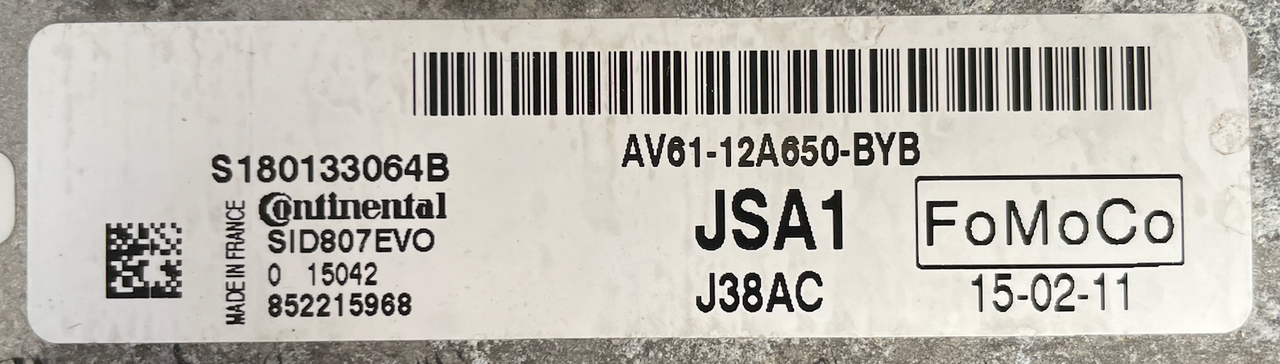 AV61-12A650-BYB
S180133064B
MADE IN FRANCE
Continental
SID807EVO
0 15042
852215968
JSA1
J38AC
FoMoCo
15-02-11